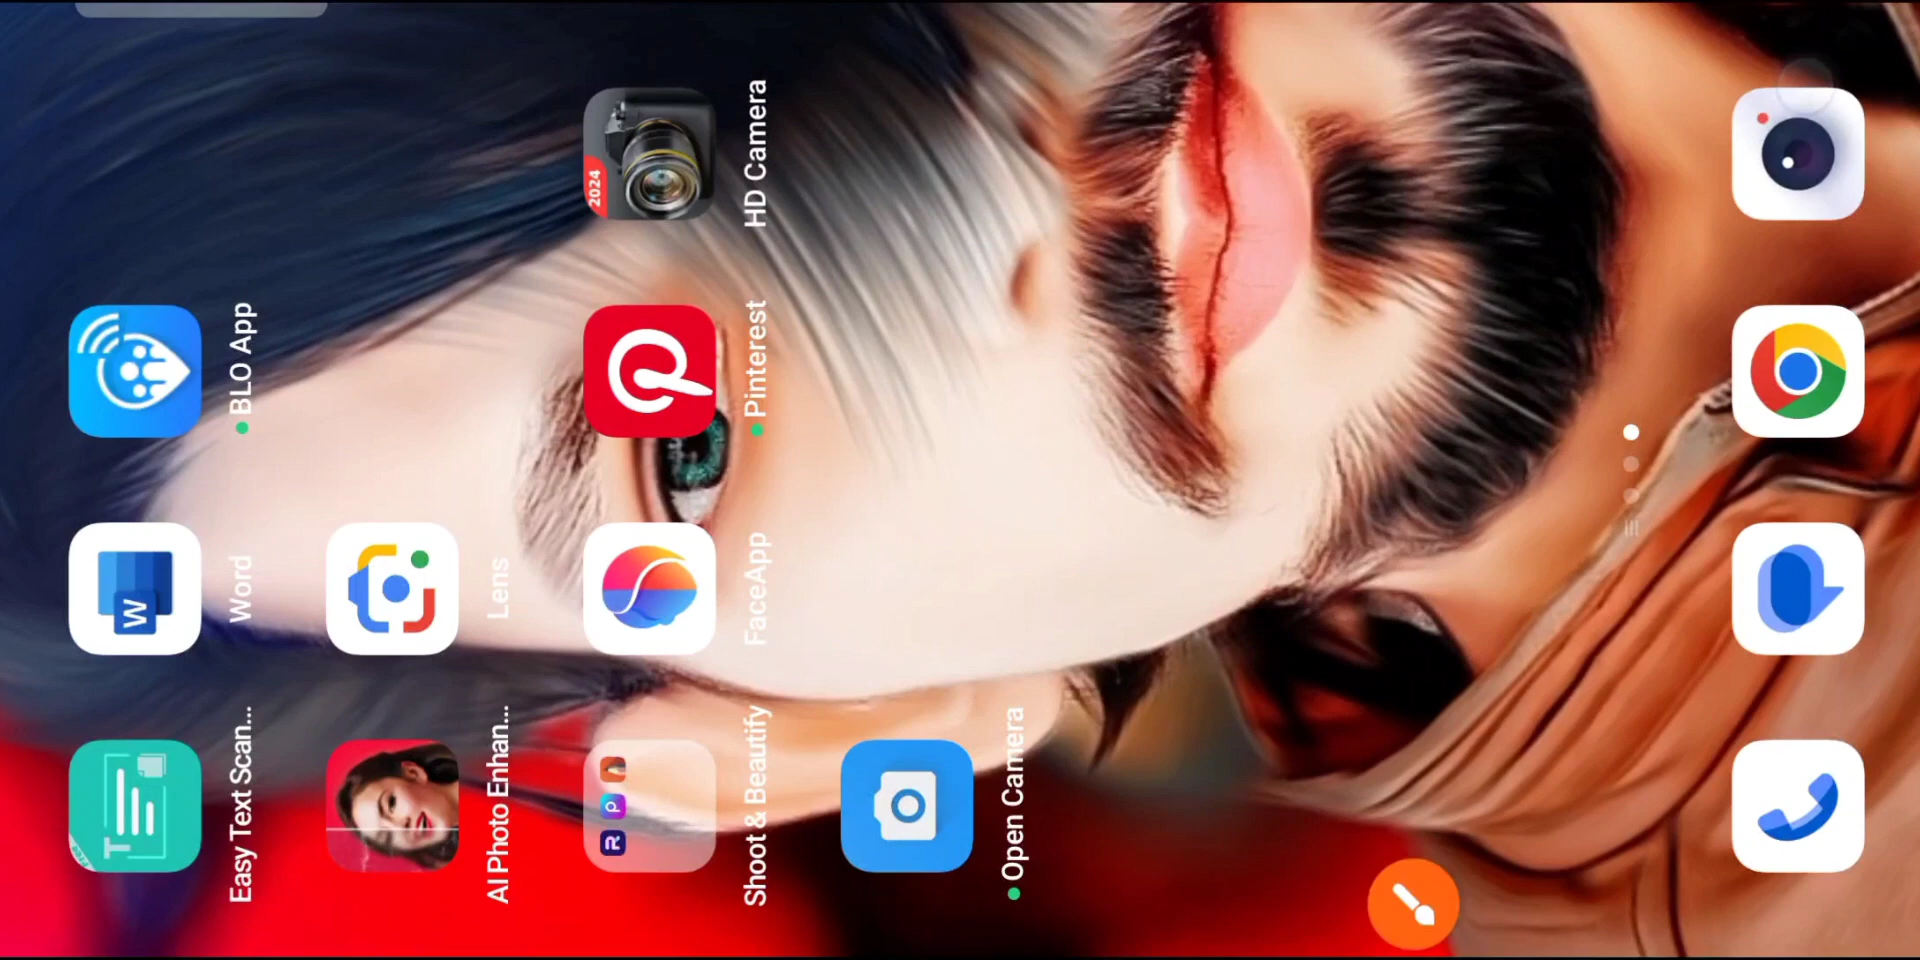 Easy Text Scan...
Word
BLO App
AI Photo Enhan...
Lens
Shoot & Beautify
FaceApp
Pinterest
2024
HD Camera
Open Camera